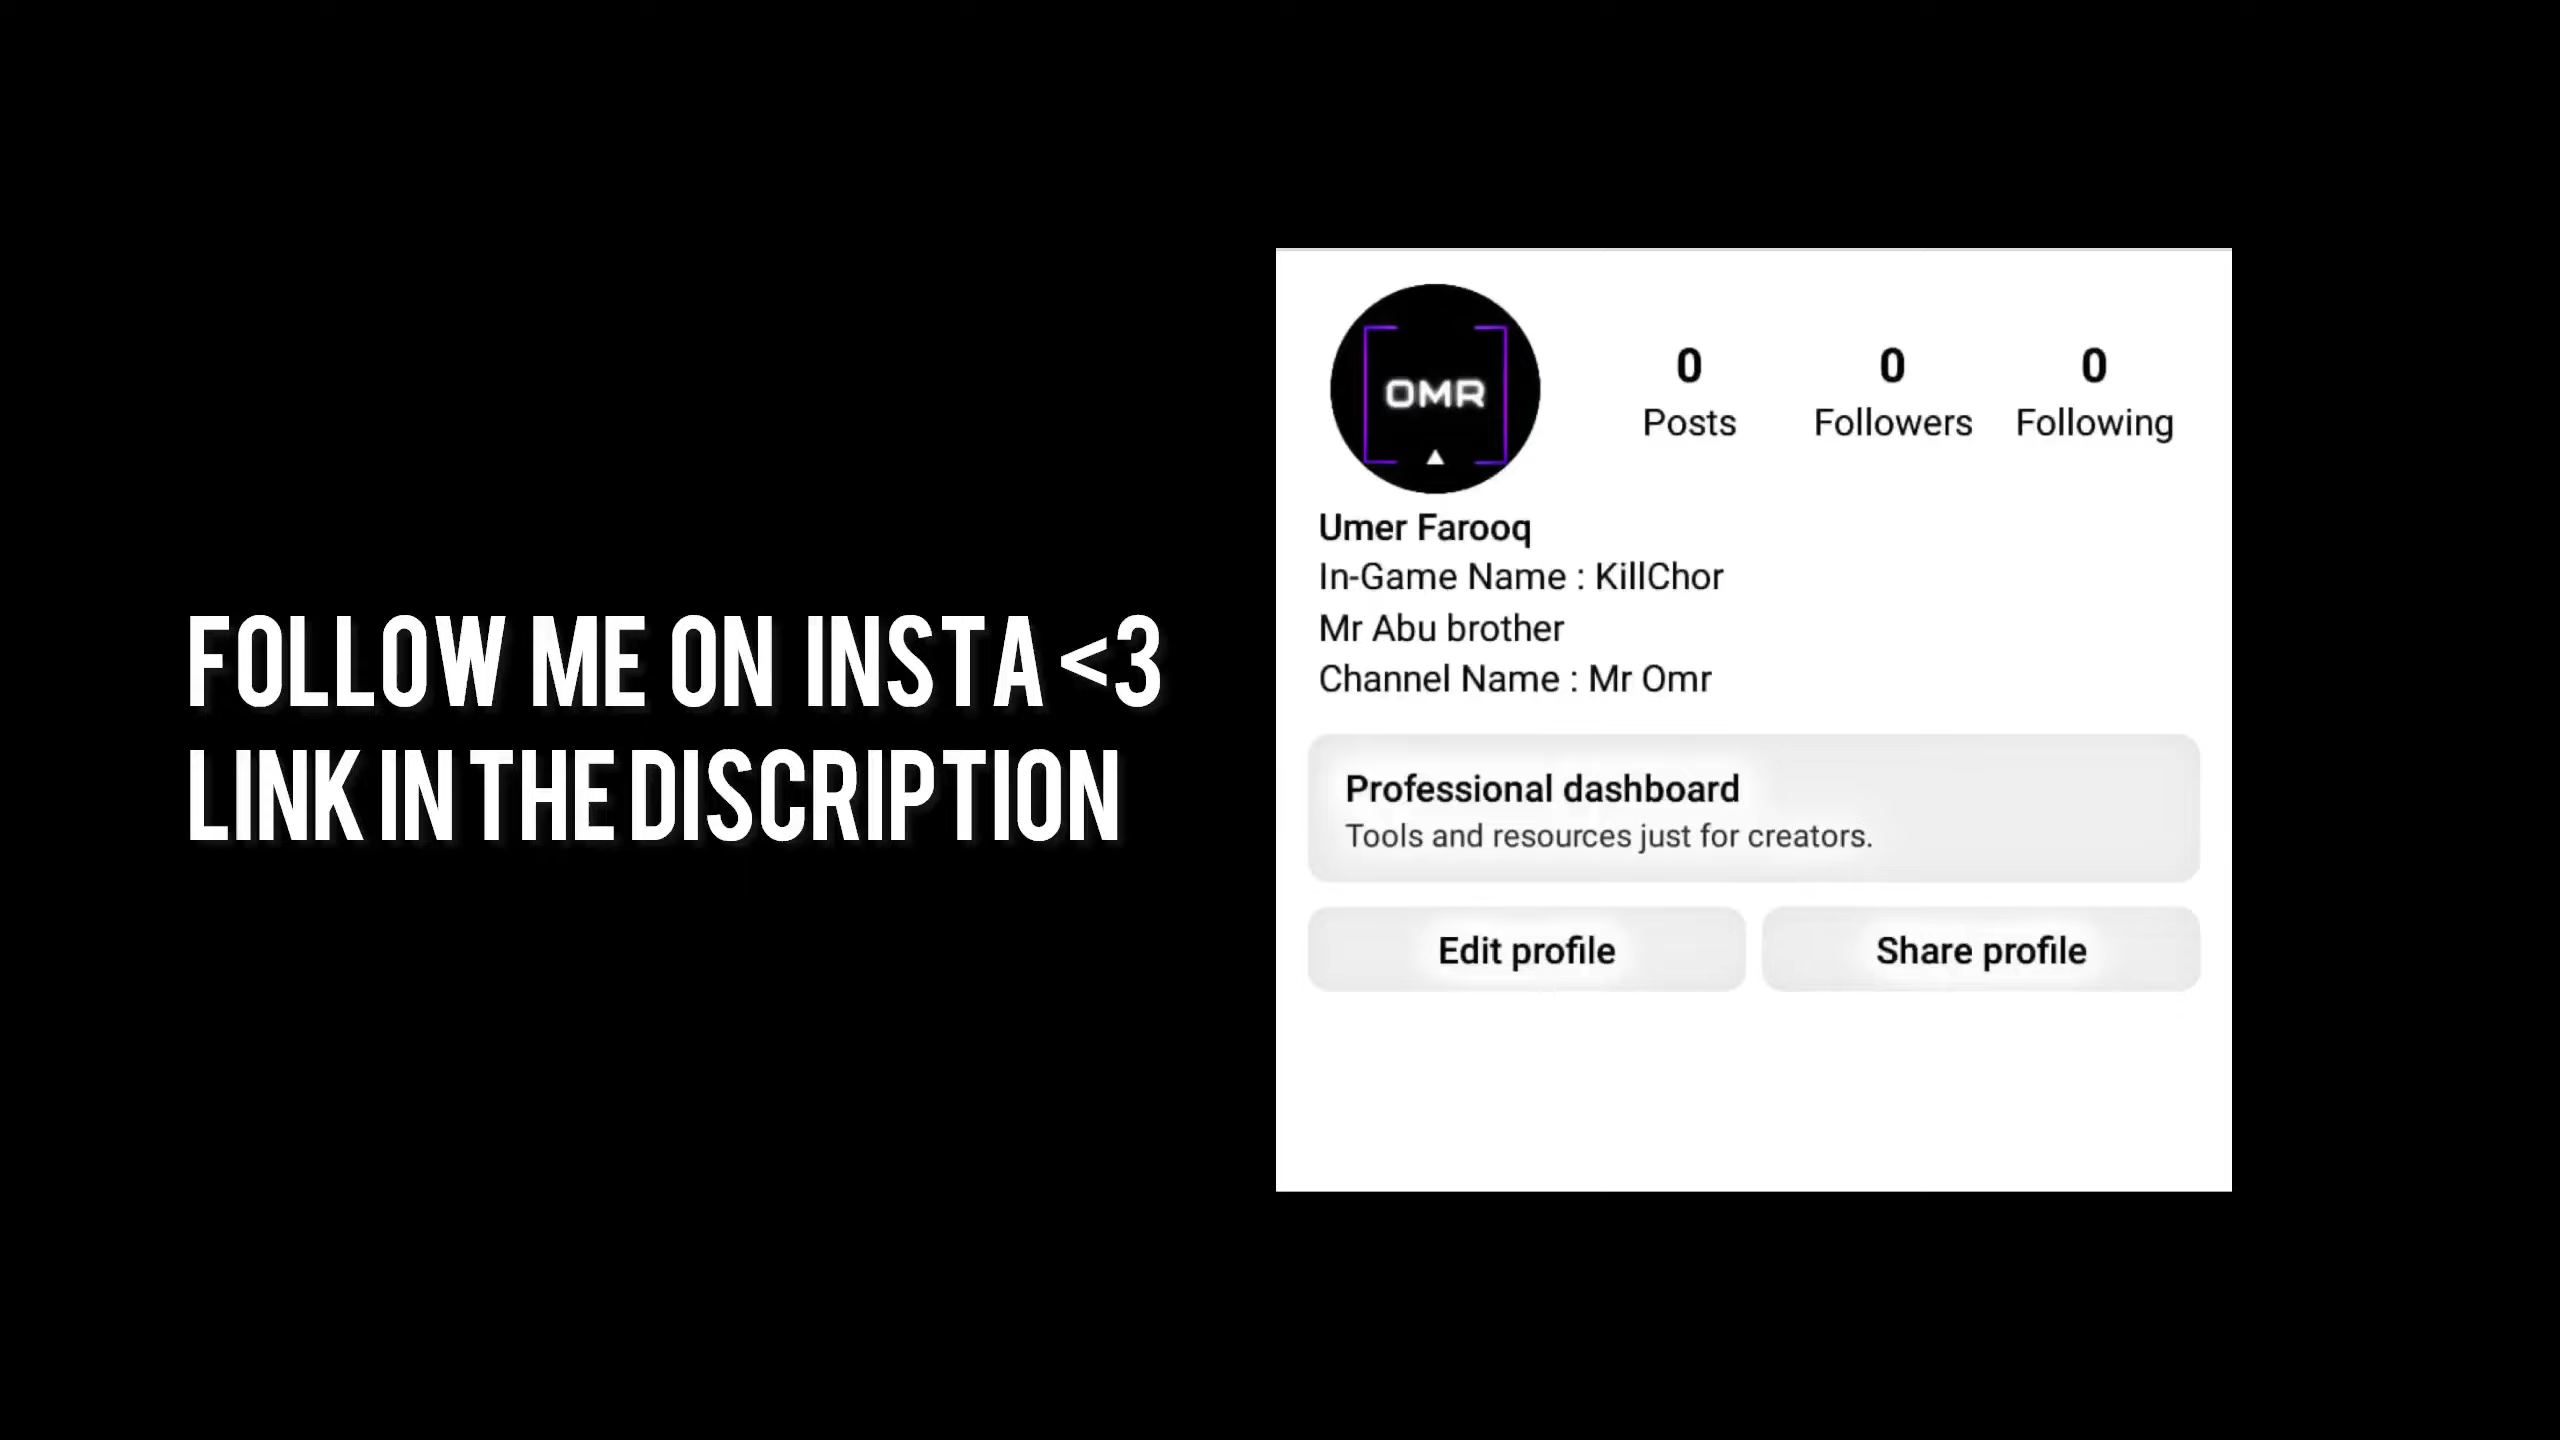 FOLLOW ME ON INSTA <3
LINK IN THE DISCRIPTION
OMR
0 0 0
Posts Followers Following
Umer Farooq
In-Game Name : KillChor
Mr Abu brother
Channel Name : Mr Omr
Professional dashboard
Tools and resources just for creators.
Edit profile Share profile